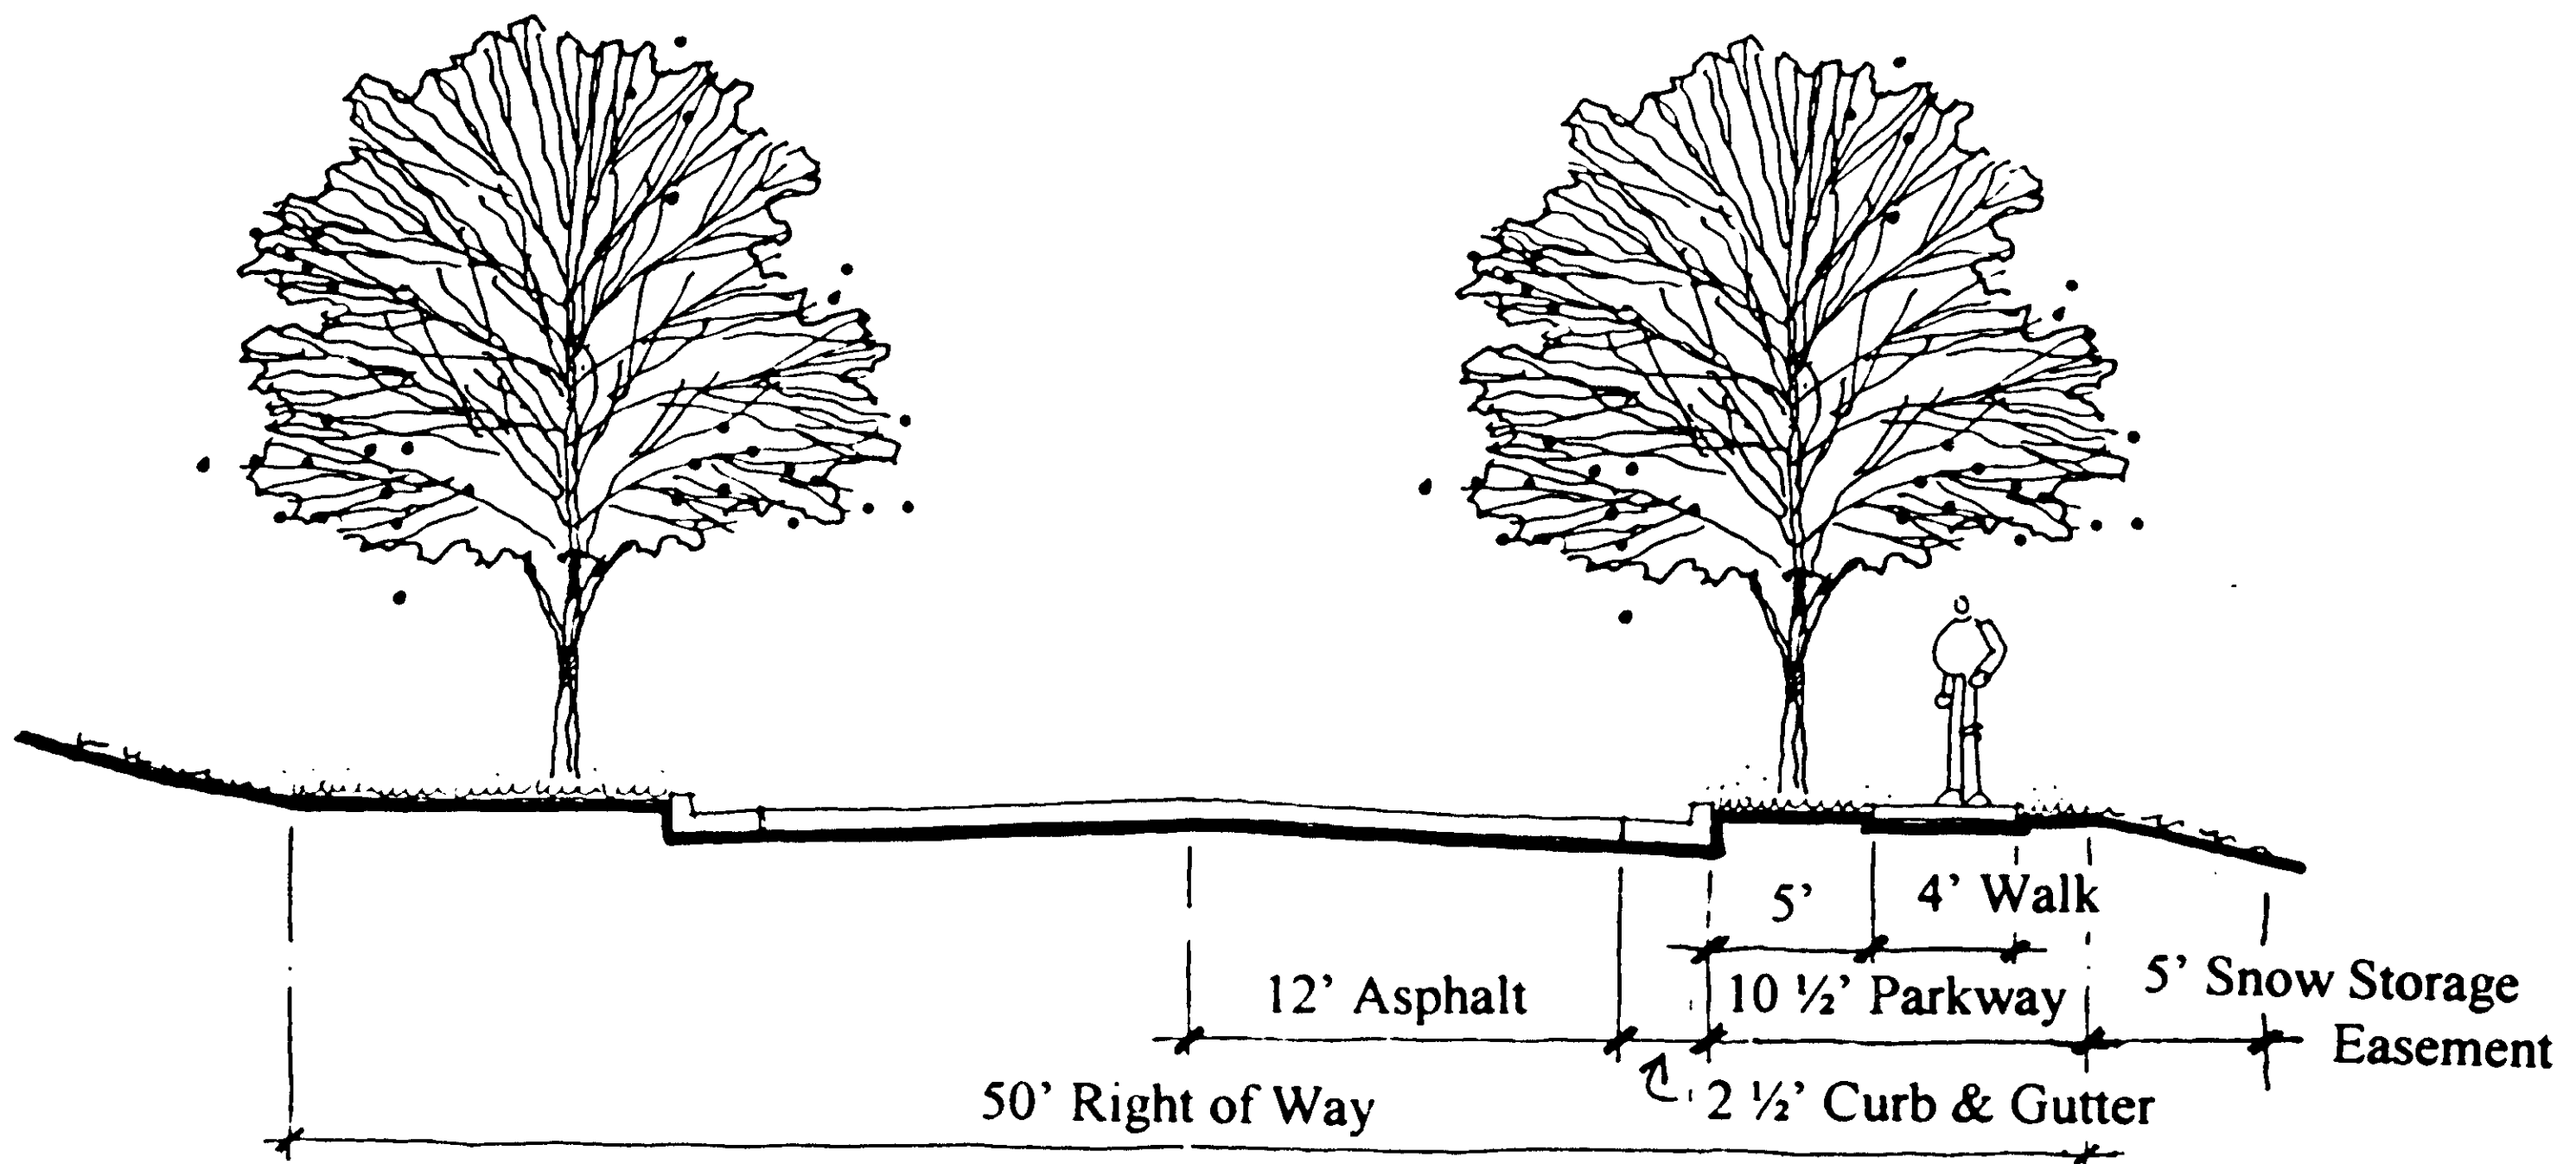 5’
4’ Walk
12’ Asphalt
10 ½’ Parkway
5’ Snow Storage
Easement
50’ Right of Way
2 ½’ Curb & Gutter